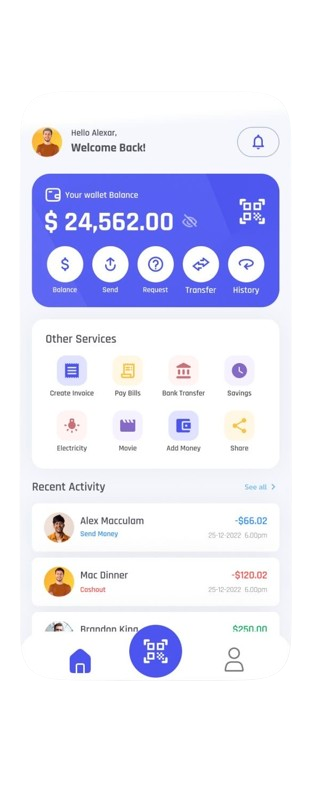 Hello Alexar,
Welcome Back!
Your wallet Balance
$ 24,562.00
Balance Send Request Transfer History
Other Services
Create Invoice Pay Bills Bank Transfer Savings
Electricity Movie Add Money Share
Recent Activity See all
Alex Macculam -$66.02
Send Money 25-12-2022 6.00pm
Mac Dinner -$120.02
Cashout 25-12-2022 6.00pm
Brandon King $250.00